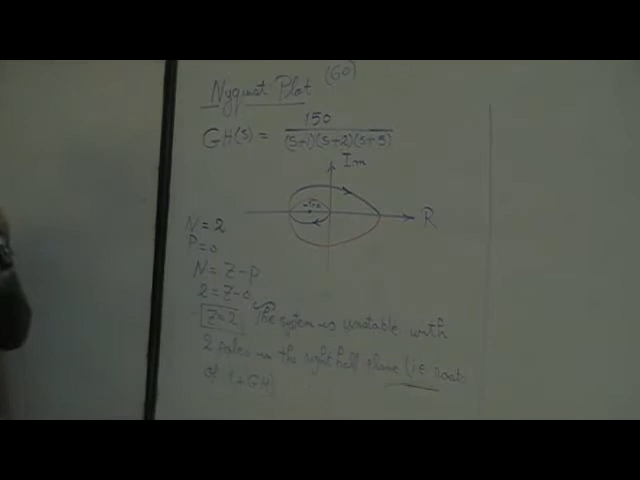 Nyquist Plot (60)
GH(s) = 150
(s+1)(s+2)(s+5)
Im
R
N = 2
P = 0
N = Z - P
2 = Z - 0
Z = 2 The system is unstable with
2 poles in the right half plane (i.e roots
of 1+GH)